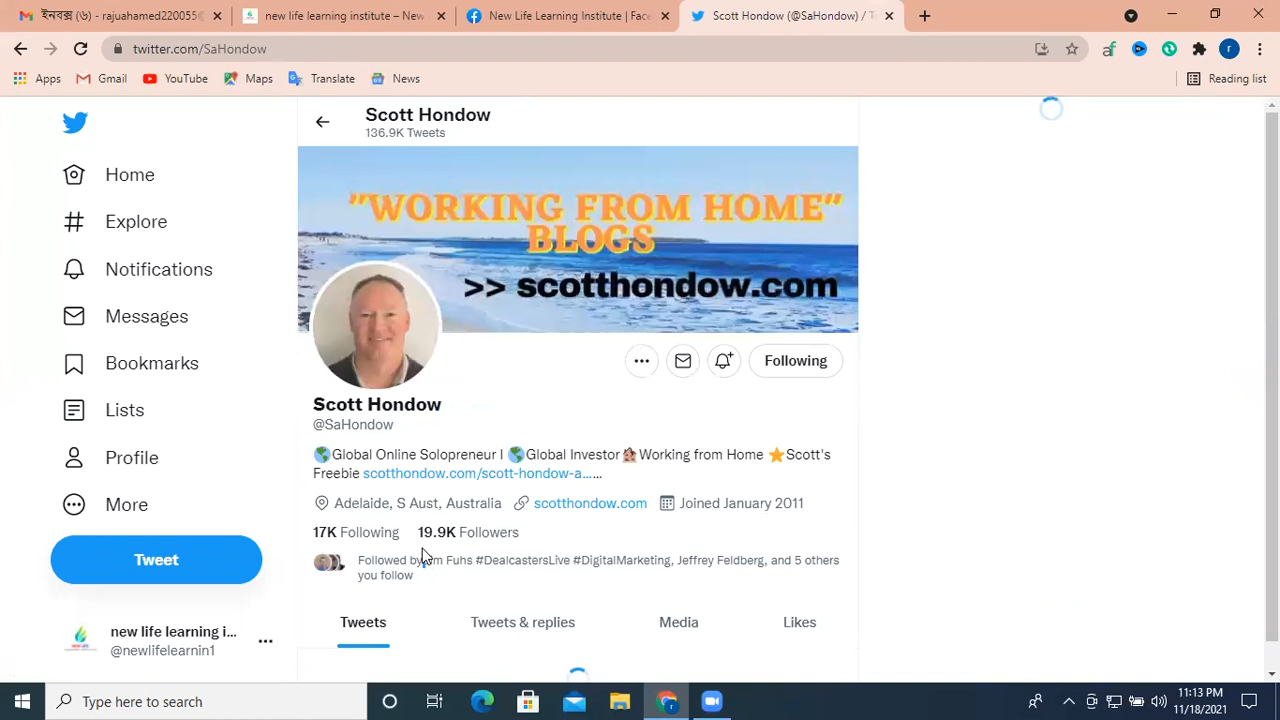 ইনবক্স (৬) - rajuahamed220055@
new life learning institute – New
New Life Learning Institute | Face
Scott Hondow (@SaHondow) / Tw
twitter.com/SaHondow
Apps
Gmail
YouTube
Maps
Translate
News
Reading list
Scott Hondow
136.9K Tweets
"WORKING FROM HOME"
BLOGS
>> scotthondow.com
Home
Explore
Notifications
Messages
Bookmarks
Lists
Profile
More
Tweet
new life learning i...
@newlifelearnin1
Following
Scott Hondow
@SaHondow
🌎Global Online Solopreneur I 🌎Global Investor🏠Working from Home ⭐Scott's
Freebie scotthondow.com/scott-hondow-a……
Adelaide, S Aust, Australia scotthondow.com Joined January 2011
17K Following 19.9K Followers
Followed by Fuhs #DealcastersLive #DigitalMarketing, Jeffrey Feldberg, and 5 others
you follow
Tweets Tweets & replies Media Likes
Type here to search
11:13 PM
11/18/2021